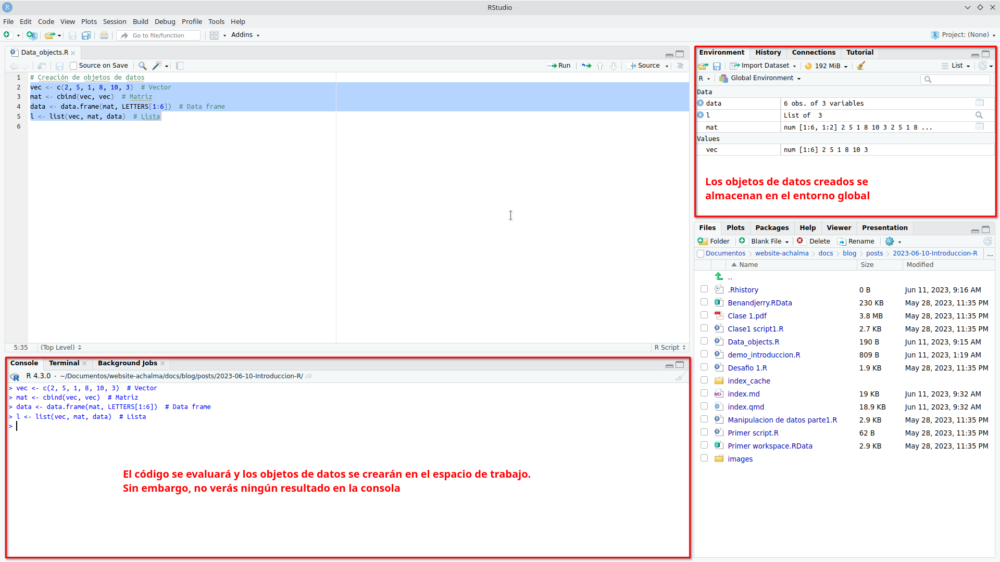 RStudio
File Edit Code View Plots Session Build Debug Profile Tools Help
Go to file/function Addins Project: (None)
Data_objects.R
Source on Save Run Source
1 # Creación de objetos de datos
2 vec <- c(2, 5, 1, 8, 10, 3)  # Vector
3 mat <- cbind(vec, vec)  # Matriz
4 data <- data.frame(mat, LETTERS[1:6])  # Data frame
5 l <- list(vec, mat, data)  # Lista
6
5:35 (Top Level) R Script
Console Terminal Background Jobs
R 4.3.0 · ~/Documentos/website-achalma/docs/blog/posts/2023-06-10-Introduccion-R/
> vec <- c(2, 5, 1, 8, 10, 3)  # Vector
> mat <- cbind(vec, vec)  # Matriz
> data <- data.frame(mat, LETTERS[1:6])  # Data frame
> l <- list(vec, mat, data)  # Lista
>
El código se evaluará y los objetos de datos se crearán en el espacio de trabajo.
Sin embargo, no verás ningún resultado en la consola
Environment History Connections Tutorial
Import Dataset 192 MiB List
R Global Environment
Data
data 6 obs. of 3 variables
l List of  3
mat num [1:6, 1:2] 2 5 1 8 10 3 2 5 1 8 ...
Values
vec num [1:6] 2 5 1 8 10 3
Los objetos de datos creados se
almacenan en el entorno global
Files Plots Packages Help Viewer Presentation
Folder Blank File Delete Rename
Documentos > website-achalma > docs > blog > posts > 2023-06-10-Introduccion-R ...
Name Size Modified
..
.Rhistory 0 B Jun 11, 2023, 9:16 AM
Benandjerry.RData 230 KB May 28, 2023, 11:35 PM
Clase 1.pdf 3.8 MB May 28, 2023, 11:35 PM
Clase1 script1.R 2.7 KB May 28, 2023, 11:35 PM
Data_objects.R 190 B Jun 11, 2023, 9:15 AM
demo_introduccion.R 809 B Jun 11, 2023, 1:19 AM
Desafio 1.R 1.9 KB May 28, 2023, 11:35 PM
index_cache
index.md 19 KB Jun 11, 2023, 9:32 AM
index.qmd 18.9 KB Jun 11, 2023, 9:32 AM
Manipulacion de datos parte1.R 2.9 KB May 28, 2023, 11:35 PM
Primer script.R 62 B May 28, 2023, 11:35 PM
Primer workspace.RData 2.9 KB May 28, 2023, 11:35 PM
images